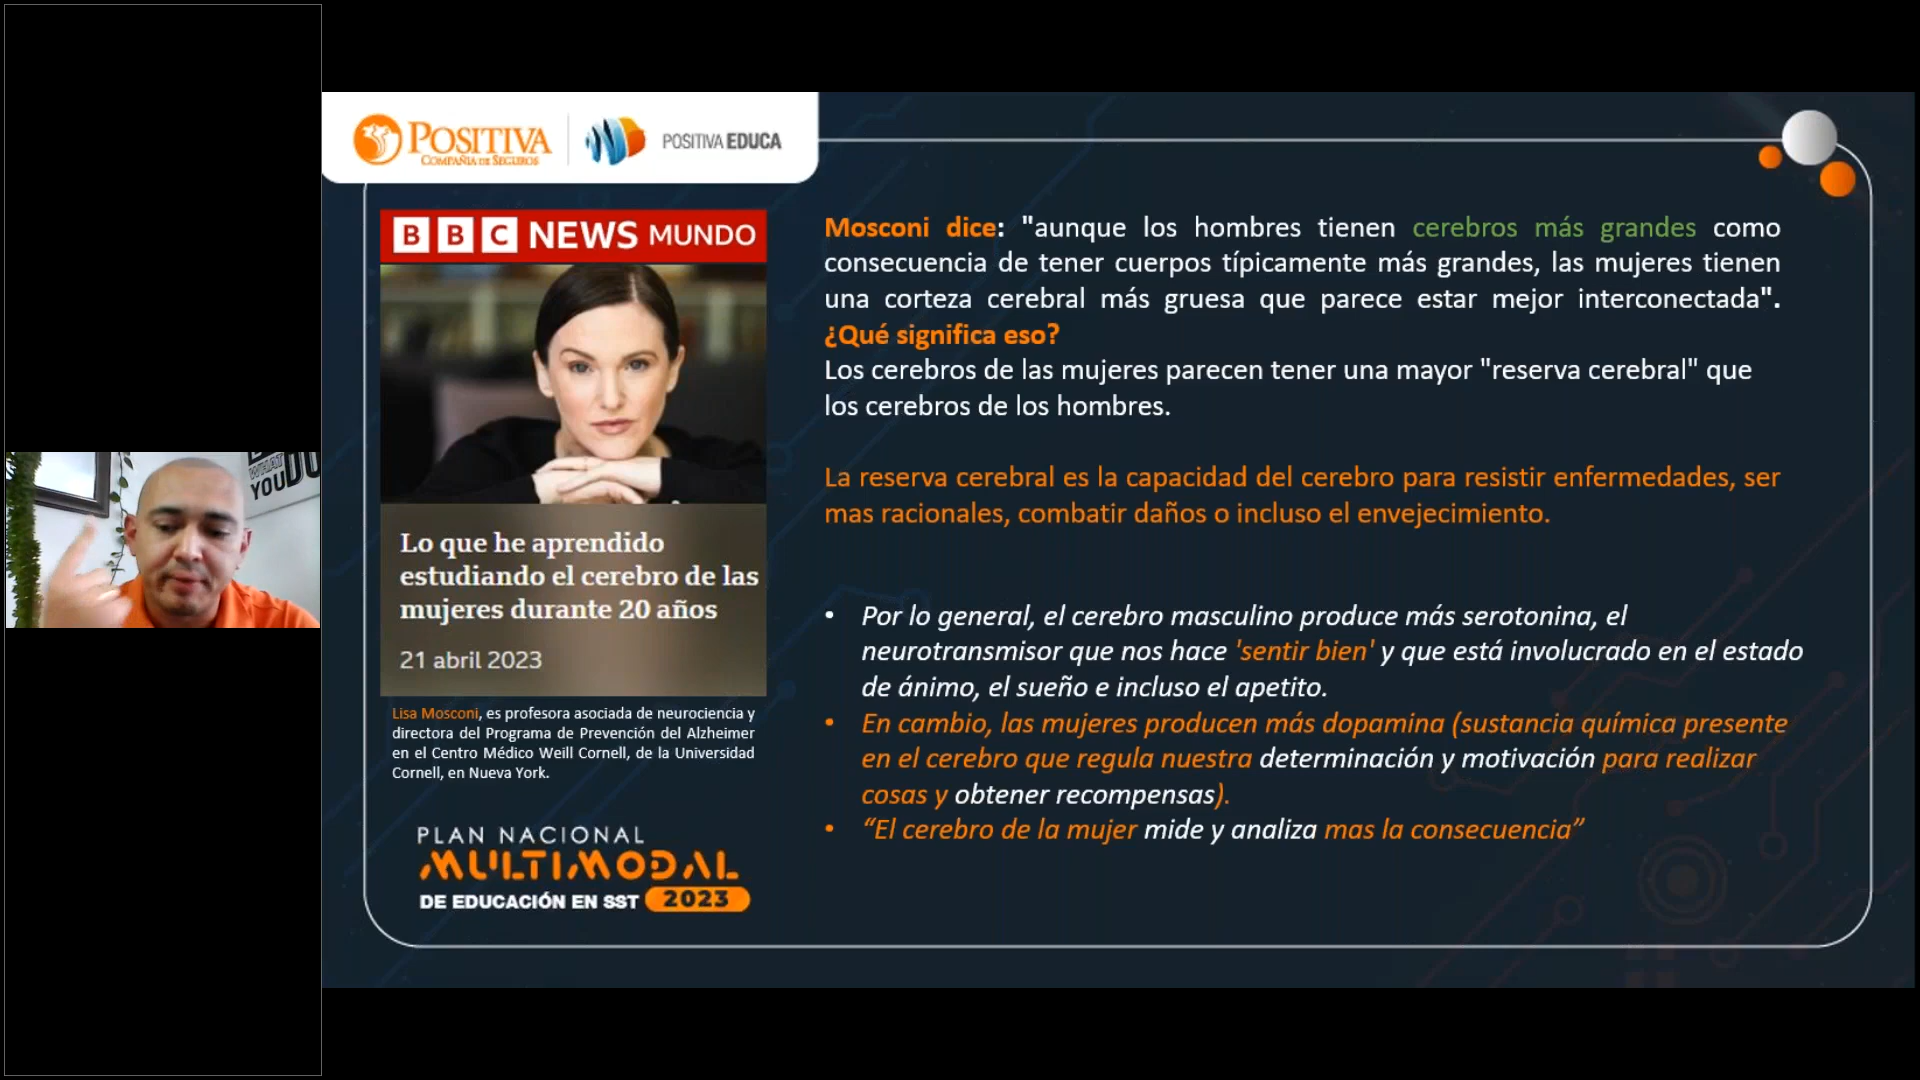 POSITIVA
COMPAÑÍA DE SEGUROS
POSITIVA EDUCA
BBC NEWS MUNDO
Lo que he aprendido
estudiando el cerebro de las
mujeres durante 20 años
21 abril 2023
Lisa Mosconi, es profesora asociada de neurociencia y
directora del Programa de Prevención del Alzheimer
en el Centro Médico Weill Cornell, de la Universidad
Cornell, en Nueva York.
PLAN NACIONAL
MULTIMODAL
DE EDUCACIÓN EN SST 2023
Mosconi dice: "aunque los hombres tienen cerebros más grandes como
consecuencia de tener cuerpos típicamente más grandes, las mujeres tienen
una corteza cerebral más gruesa que parece estar mejor interconectada".
¿Qué significa eso?
Los cerebros de las mujeres parecen tener una mayor "reserva cerebral" que
los cerebros de los hombres.
La reserva cerebral es la capacidad del cerebro para resistir enfermedades, ser
mas racionales, combatir daños o incluso el envejecimiento.
• Por lo general, el cerebro masculino produce más serotonina, el
neurotransmisor que nos hace 'sentir bien' y que está involucrado en el estado
de ánimo, el sueño e incluso el apetito.
• En cambio, las mujeres producen más dopamina (sustancia química presente
en el cerebro que regula nuestra determinación y motivación para realizar
cosas y obtener recompensas).
• “El cerebro de la mujer mide y analiza mas la consecuencia”
WHAT
YOU DO